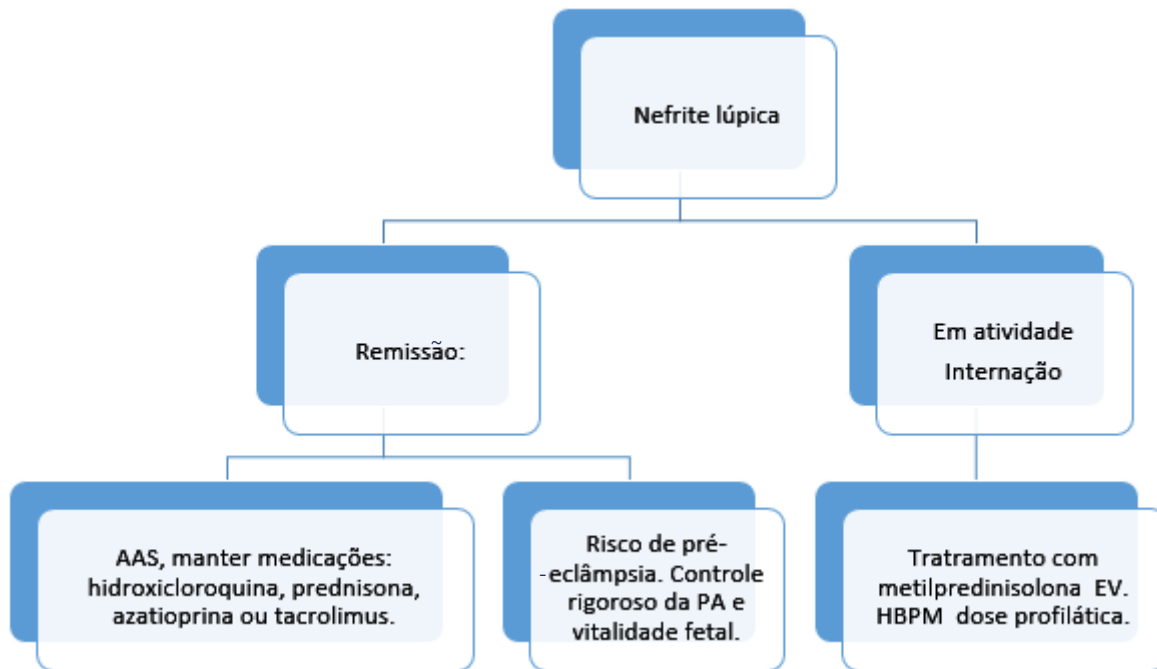 Nefrite lúpica
Remissão:
Em atividade
Internação
AAS, manter medicações:
hidroxicloroquina, prednisona,
azatioprina ou tacrolimus.
Risco de pré-
-eclâmpsia. Controle
rigoroso da PA e
vitalidade fetal.
Tratramento com
metilpredinisolona EV.
HBPM dose profilática.